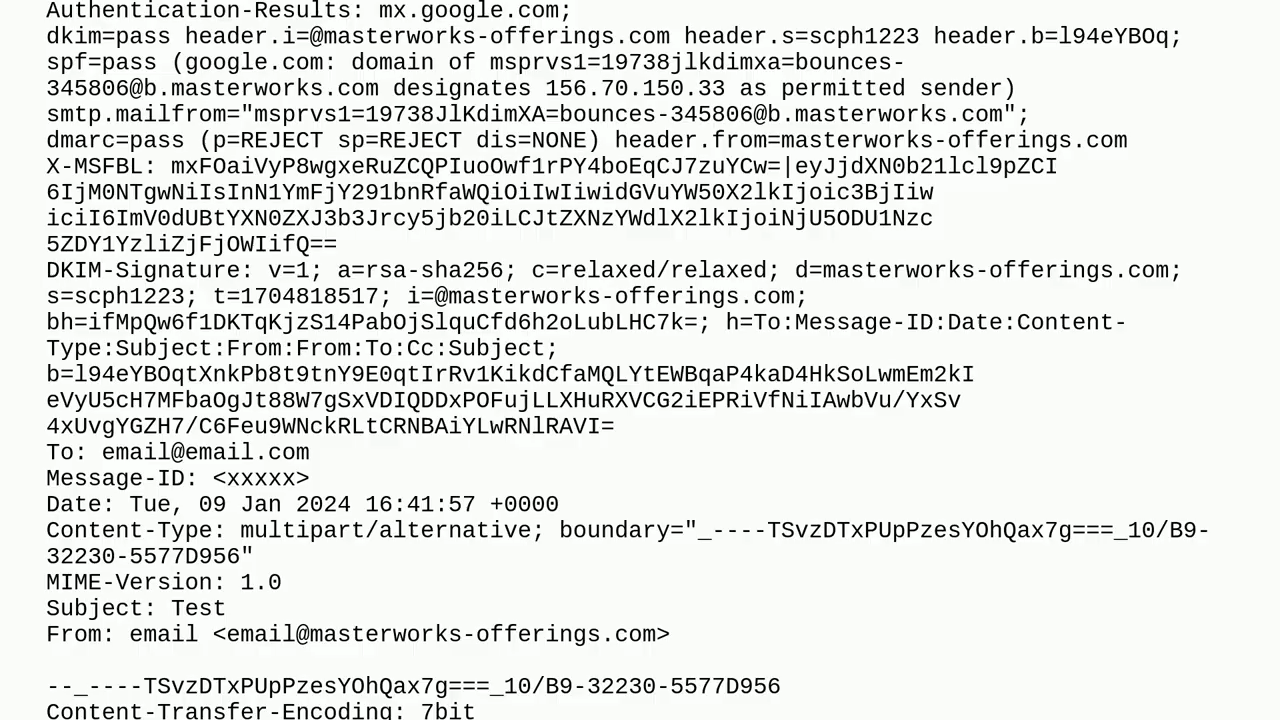 Authentication-Results: mx.google.com;
dkim=pass header.i=@masterworks-offerings.com header.s=scph1223 header.b=l94eYBOq;
spf=pass (google.com: domain of msprvs1=19738jlkdimxa=bounces-
345806@b.masterworks.com designates 156.70.150.33 as permitted sender)
smtp.mailfrom="msprvs1=19738JlKdimXA=bounces-345806@b.masterworks.com";
dmarc=pass (p=REJECT sp=REJECT dis=NONE) header.from=masterworks-offerings.com
X-MSFBL: mxFOaiVyP8wgxeRuZCQPIuoOwf1rPY4boEqCJ7zuYCw=|eyJjdXN0b21lcl9pZCI
6IjM0NTgwNiIsInN1YmFjY291bnRfaWQiOiIwIiwidGVuYW50X2lkIjoic3BjIiw
iciI6ImV0dUBtYXN0ZXJ3b3Jrcy5jb20iLCJtZXNzYWdlX2lkIjoiNjU5ODU1Nzc
5ZDY1YzliZjFjOWIifQ==
DKIM-Signature: v=1; a=rsa-sha256; c=relaxed/relaxed; d=masterworks-offerings.com;
s=scph1223; t=1704818517; i=@masterworks-offerings.com;
bh=ifMpQw6f1DKTqKjzS14PabOjSlquCfd6h2oLubLHC7k=; h=To:Message-ID:Date:Content-
Type:Subject:From:From:To:Cc:Subject;
b=l94eYBOqtXnkPb8t9tnY9E0qtIrRv1KikdCfaMQLYtEWBqaP4kaD4HkSoLwmEm2kI
eVyU5cH7MFbaOgJt88W7gSxVDIQDDxPOFujLLXHuRXVCG2iEPRiVfNiIAwbVu/YxSv
4xUvgYGZH7/C6Feu9WNckRLtCRNBAiYLwRNlRAVI=
To: email@email.com
Message-ID: <xxxxx>
Date: Tue, 09 Jan 2024 16:41:57 +0000
Content-Type: multipart/alternative; boundary="_----TSvzDTxPUpPzesYOhQax7g===_10/B9-
32230-5577D956"
MIME-Version: 1.0
Subject: Test
From: email <email@masterworks-offerings.com>
--_----TSvzDTxPUpPzesYOhQax7g===_10/B9-32230-5577D956
Content-Transfer-Encoding: 7bit